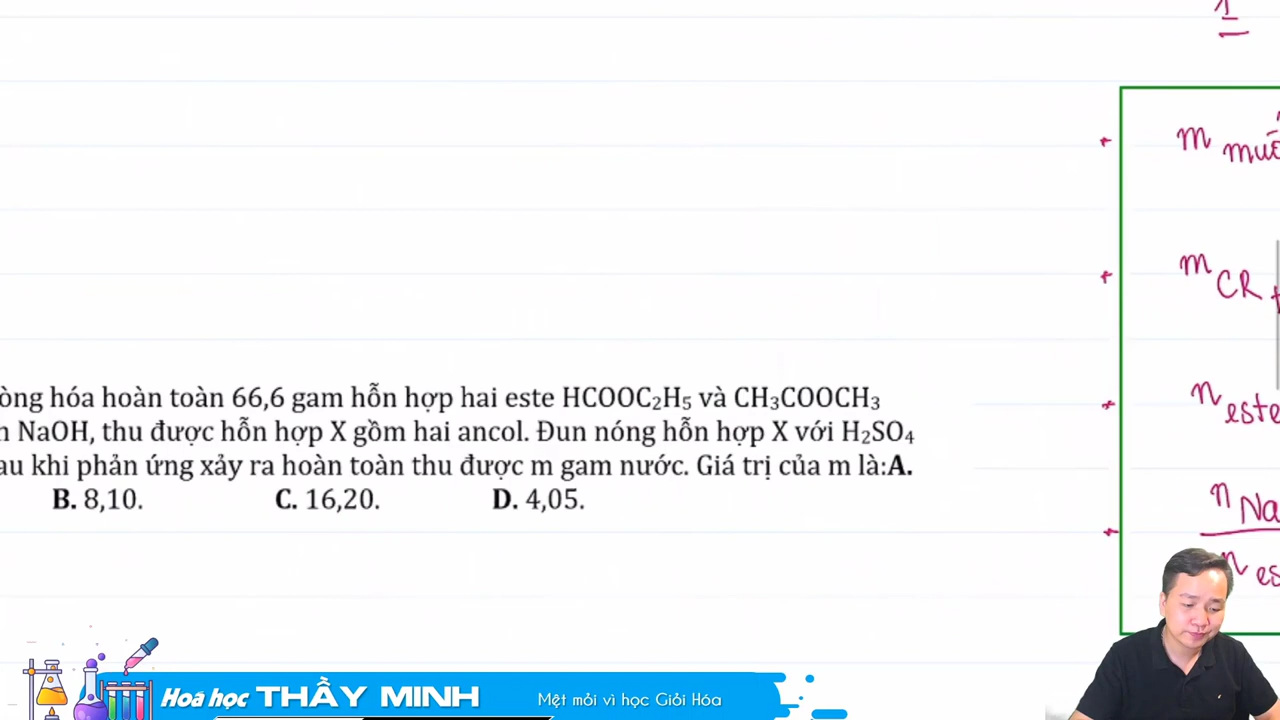 1
+ m muố
+ m CR
+ n este
+ n Na
n es
òng hóa hoàn toàn 66,6 gam hỗn hợp hai este HCOOC₂H₅ và CH₃COOCH₃
h NaOH, thu được hỗn hợp X gồm hai ancol. Đun nóng hỗn hợp X với H₂SO₄
au khi phản ứng xảy ra hoàn toàn thu được m gam nước. Giá trị của m là:A.
B. 8,10. C. 16,20. D. 4,05.
Hoá học THẦY MINH Mệt mỏi vì học Giỏi Hóa